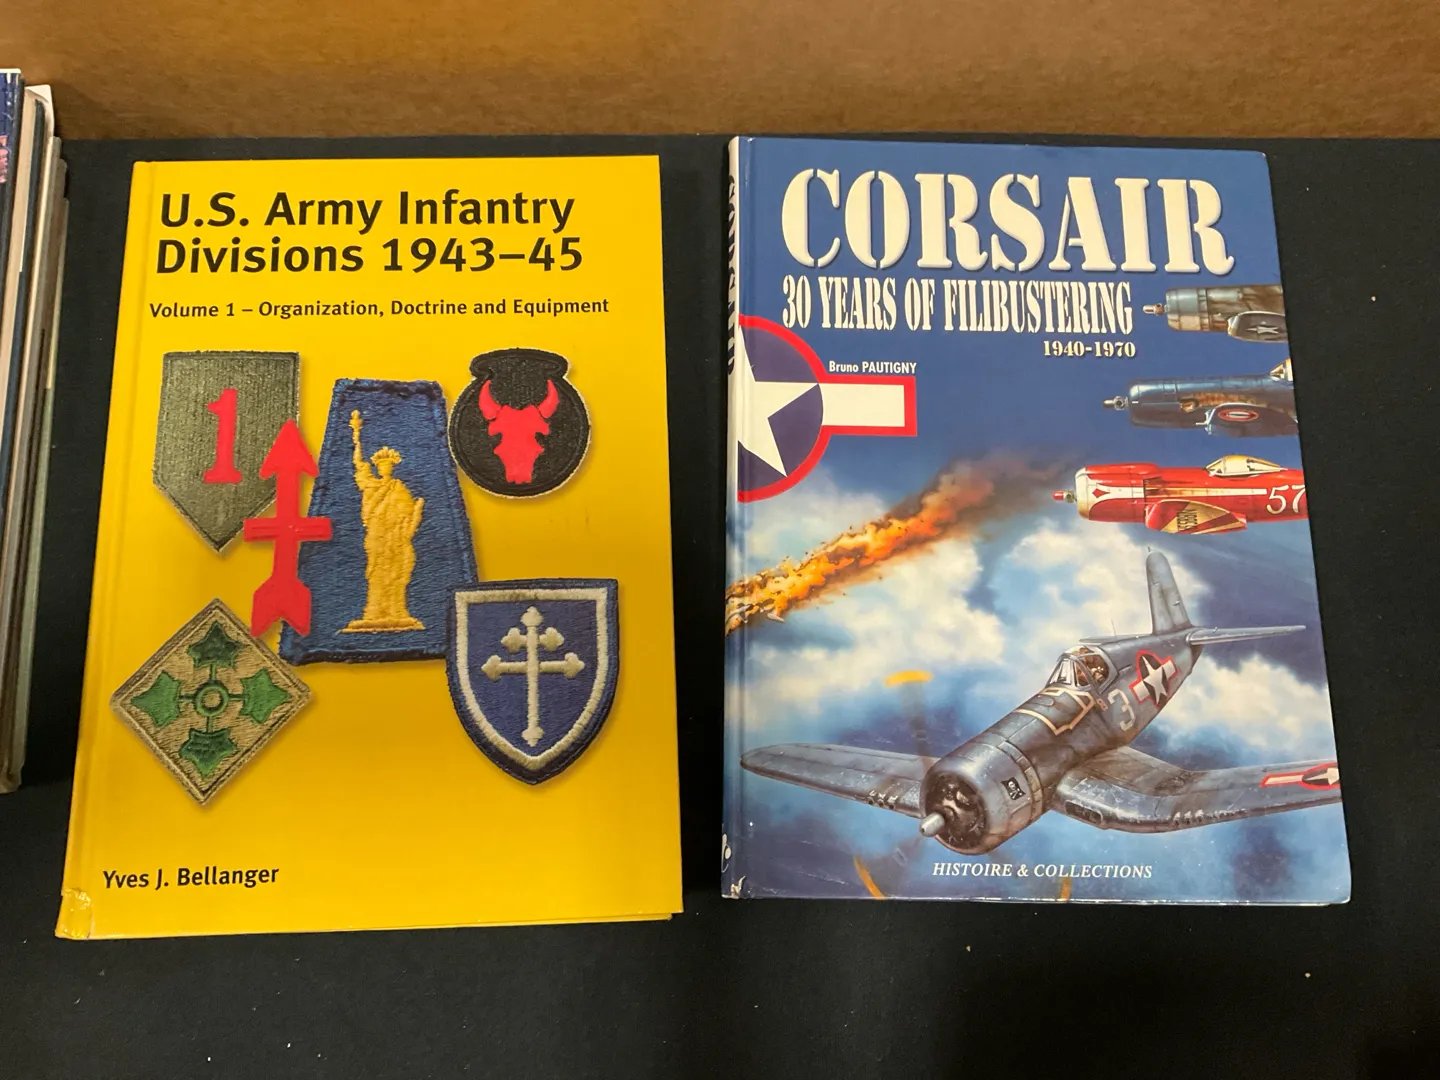 U.S. Army Infantry
Divisions 1943–45
Volume 1 – Organization, Doctrine and Equipment
1
Yves J. Bellanger
CORSAIR
30 YEARS OF FILIBUSTERING
1940-1970
Bruno PAUTIGNY
57
3
HISTOIRE & COLLECTIONS